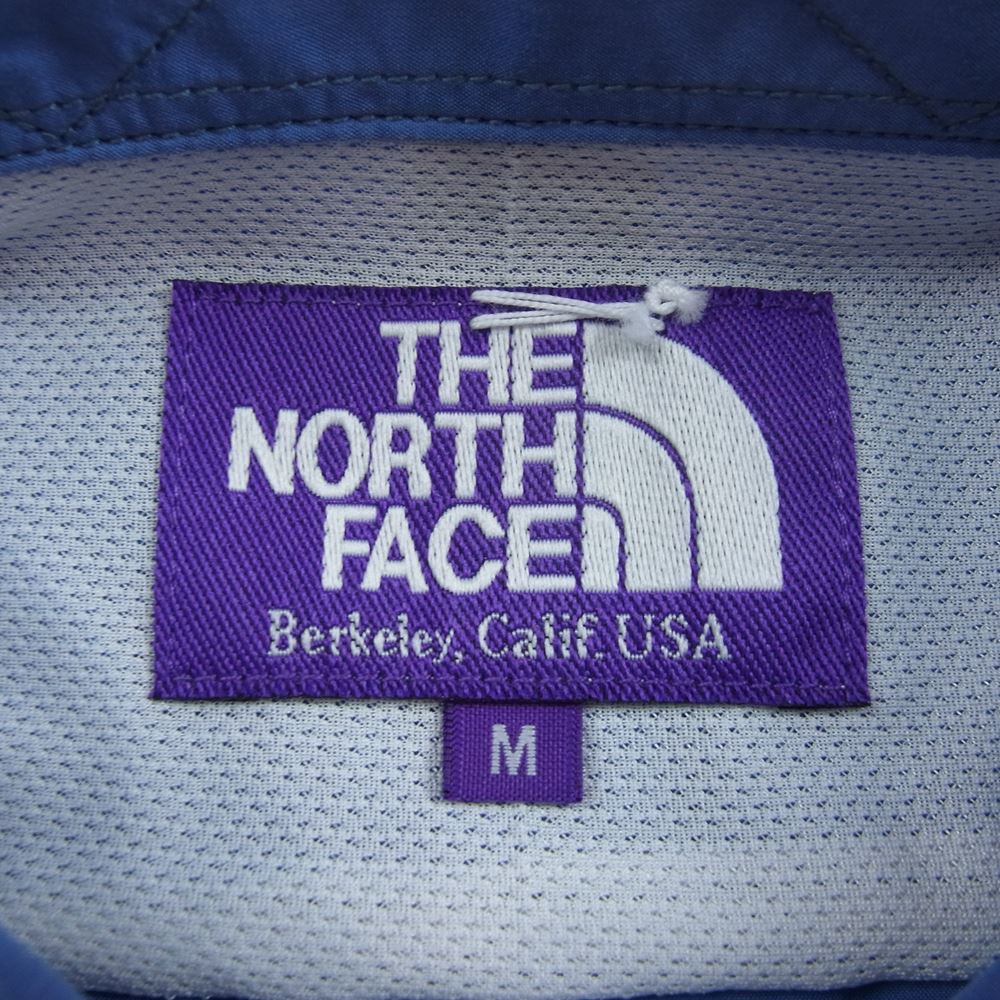 THE
NORTH
FACE
Berkeley, Calif. USA
M